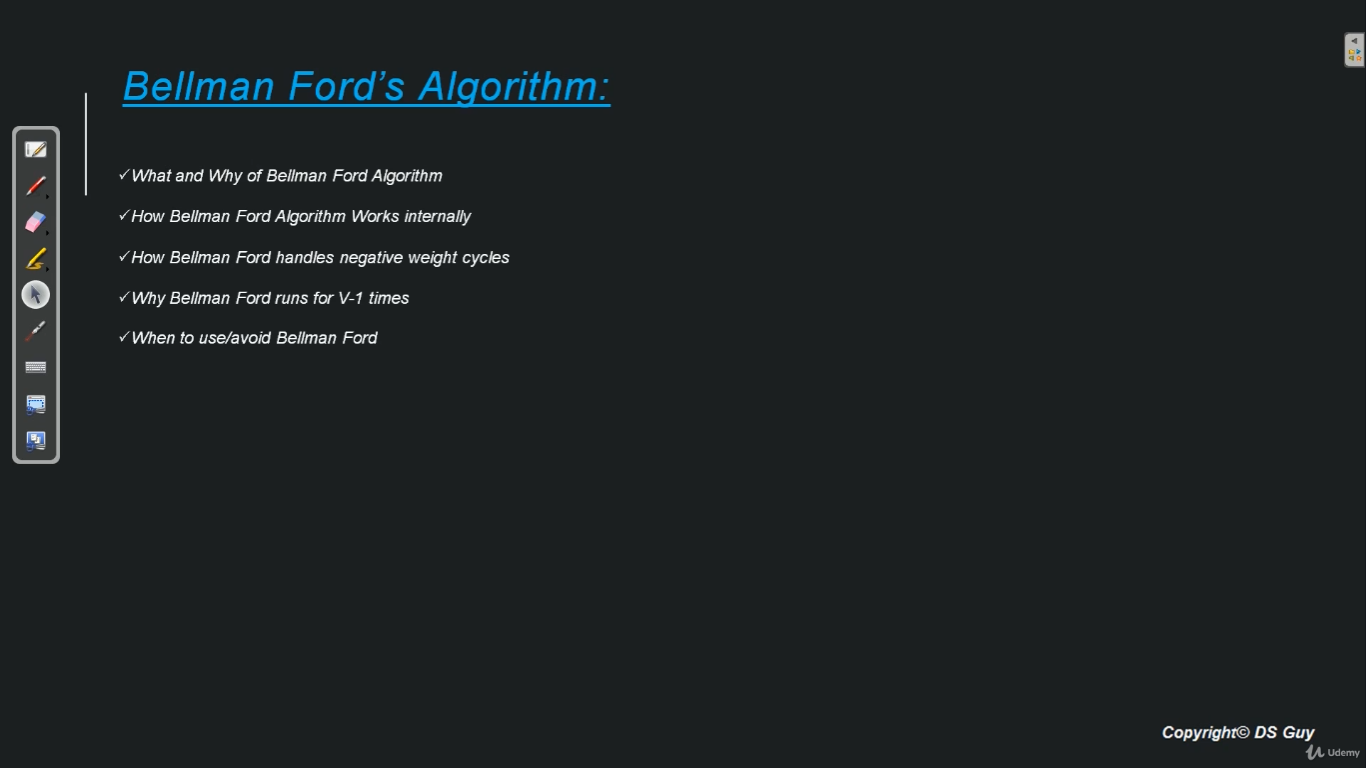 Bellman Ford’s Algorithm:
✓What and Why of Bellman Ford Algorithm
✓How Bellman Ford Algorithm Works internally
✓How Bellman Ford handles negative weight cycles
✓Why Bellman Ford runs for V-1 times
✓When to use/avoid Bellman Ford
Copyright© DS Guy
Udemy